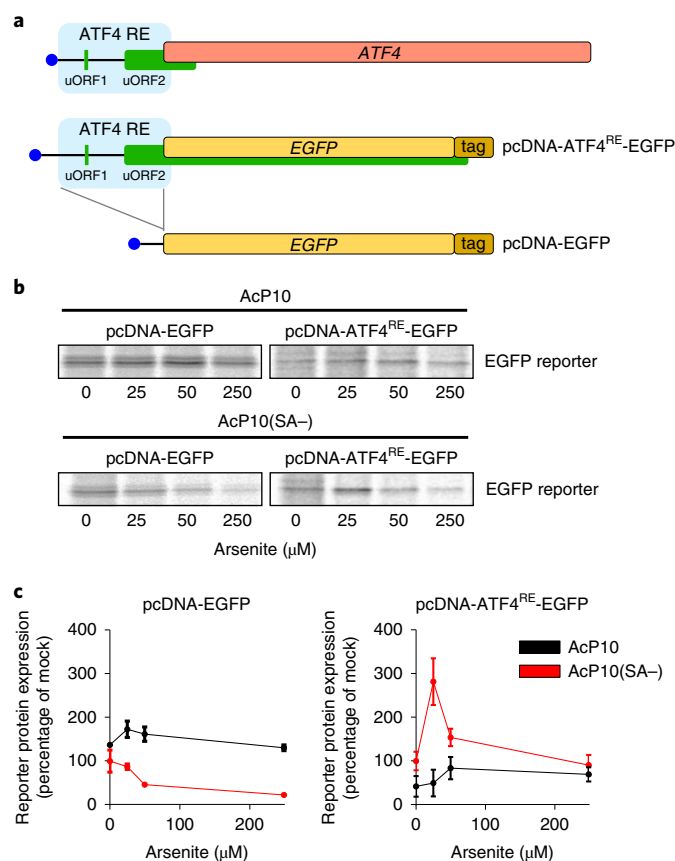 a
ATF4 RE
uORF1 uORF2
ATF4
ATF4 RE
uORF1 uORF2
EGFP tag pcDNA-ATF4RE-EGFP
EGFP tag pcDNA-EGFP
b
AcP10
pcDNA-EGFP pcDNA-ATF4RE-EGFP
EGFP reporter
0 25 50 250 0 25 50 250
AcP10(SA–)
pcDNA-EGFP pcDNA-ATF4RE-EGFP
EGFP reporter
0 25 50 250 0 25 50 250
Arsenite (μM)
c
pcDNA-EGFP
Reporter protein expression
(percentage of mock)
400
300
200
100
0
0 100 200
Arsenite (μM)
pcDNA-ATF4RE-EGFP
Reporter protein expression
(percentage of mock)
400
300
200
100
0
0 100 200
Arsenite (μM)
AcP10
AcP10(SA–)